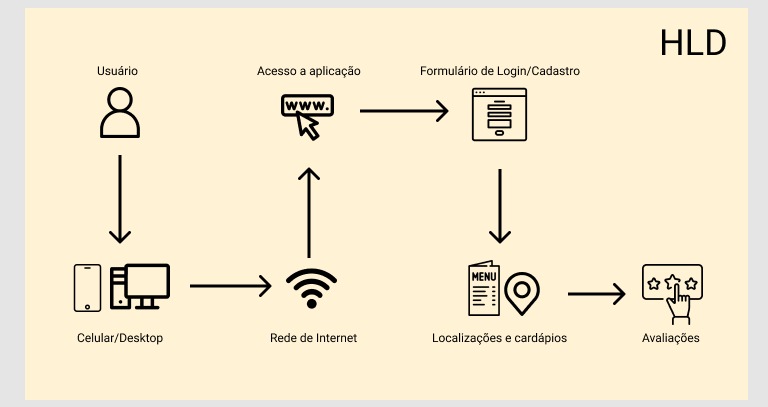 HLD
Usuário
Acesso a aplicação
Formulário de Login/Cadastro
www.
MENU
Celular/Desktop
Rede de Internet
Localizações e cardápios
Avaliações